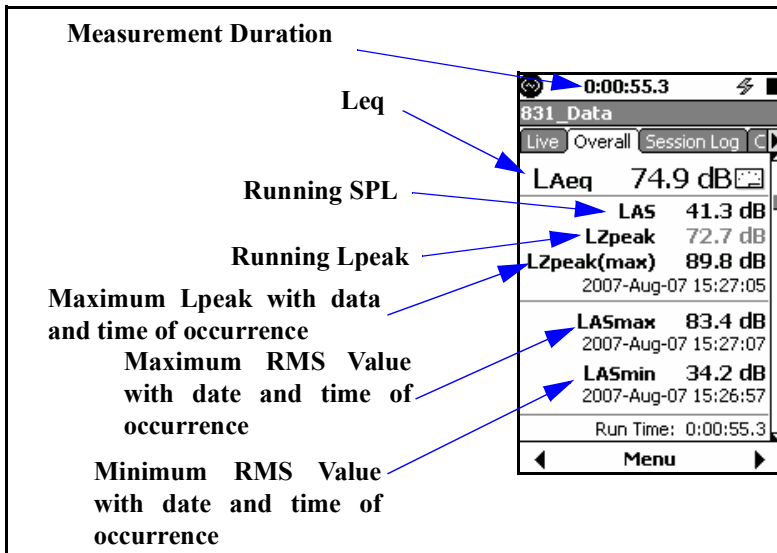 Measurement Duration
Leq
Running SPL
Running Lpeak
Maximum Lpeak with data
and time of occurrence
Maximum RMS Value
with date and time of
occurrence
Minimum RMS Value
with date and time of
occurrence
0:00:55.3
831_Data
Live Overall Session Log C
LAeq 74.9 dB
LAS 41.3 dB
LZpeak 72.7 dB
LZpeak(max) 89.8 dB
2007-Aug-07 15:27:05
LASmax 83.4 dB
2007-Aug-07 15:27:07
LASmin 34.2 dB
2007-Aug-07 15:26:57
Run Time: 0:00:55.3
Menu